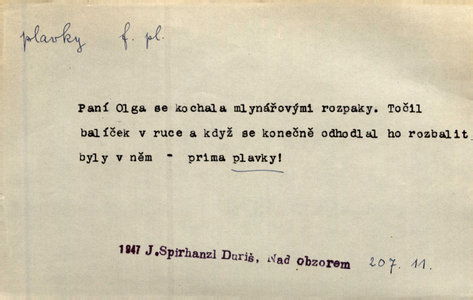 plavky f. pl.
Paní Olga se kochala mlynářovými rozpaky. Točil
balíček v ruce a když se konečně odhodlal ho rozbalit,
byly v něm - prima plavky!
1947 J.Spirhanzl Duriš, Nad obzorem 207. 11.